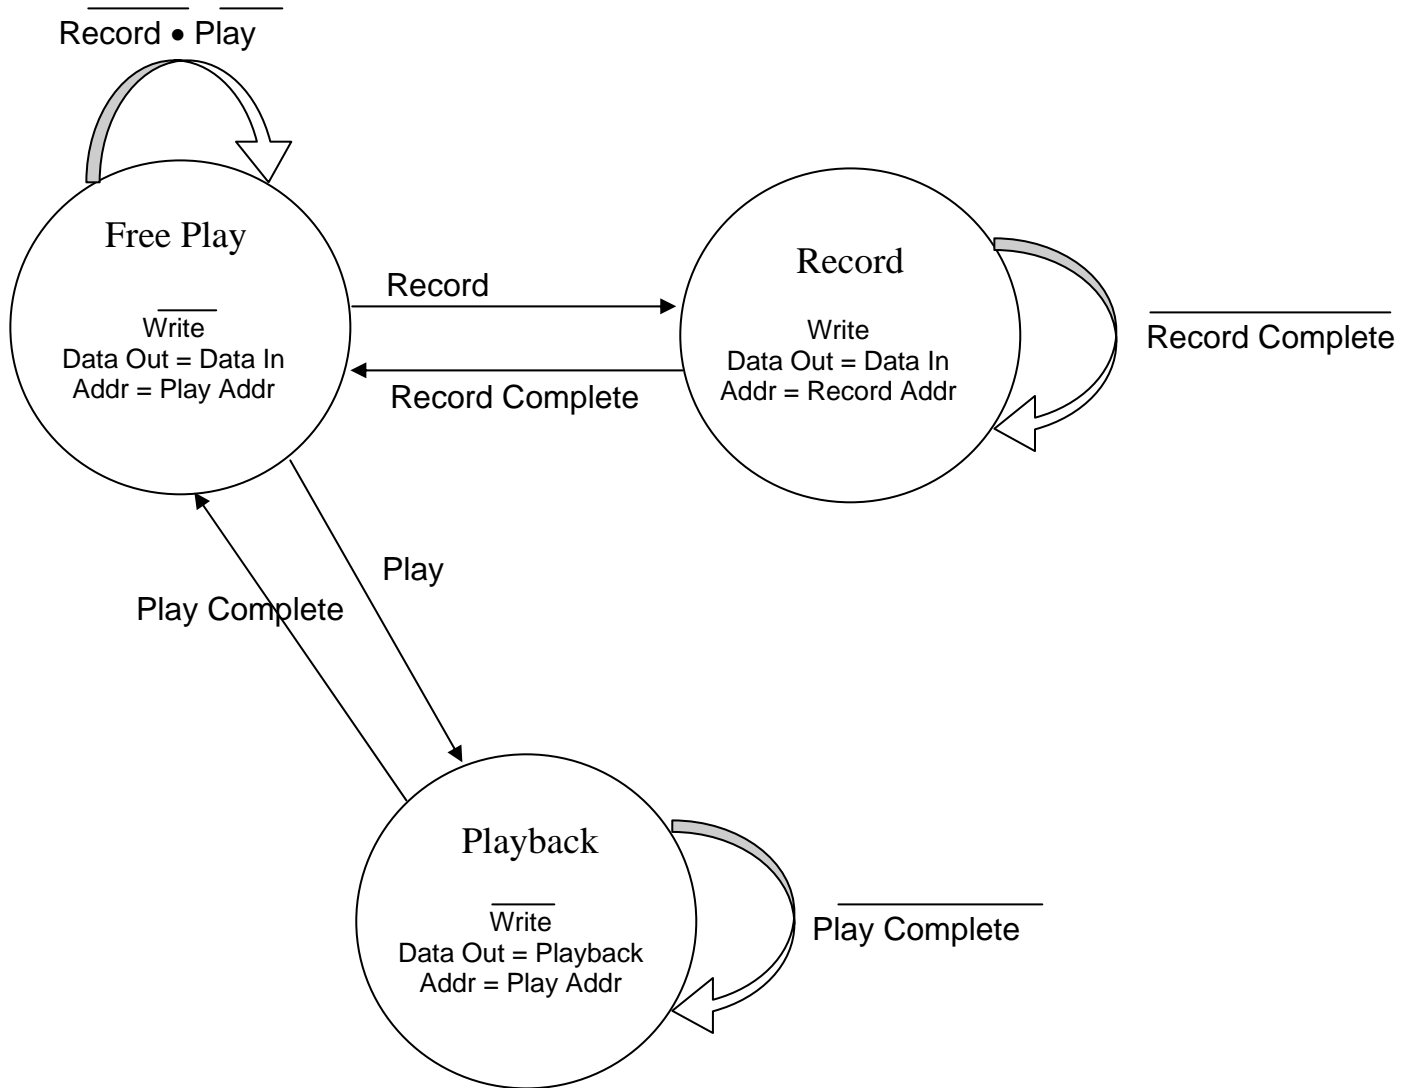 Record • Play
Free Play
Write
Data Out = Data In
Addr = Play Addr
Record
Record Complete
Record
Write
Data Out = Data In
Addr = Record Addr
Record Complete
Play
Play Complete
Playback
Write
Data Out = Playback
Addr = Play Addr
Play Complete